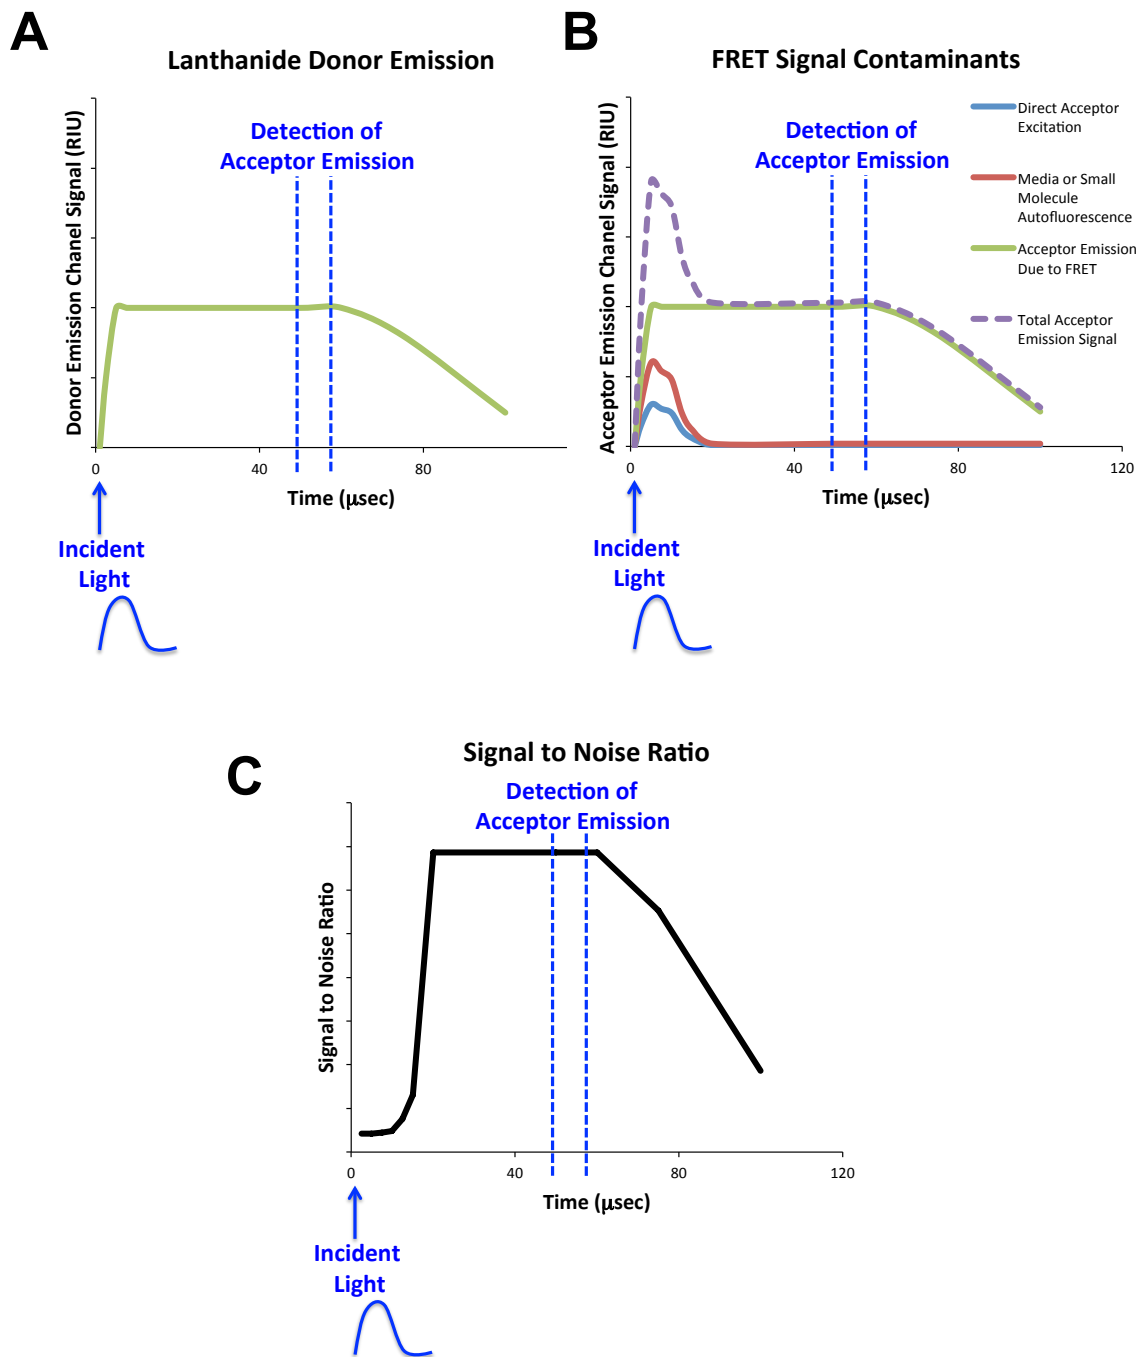 A
Lanthanide Donor Emission
Donor Emission Chanel Signal (RIU)
Detection of
Acceptor Emission
0
40
80
Time (μsec)
Incident
Light
B
FRET Signal Contaminants
Acceptor Emission Chanel Signal (RIU)
Detection of
Acceptor Emission
Direct Acceptor
Excitation
Media or Small
Molecule
Autofluorescence
Acceptor Emission
Due to FRET
Total Acceptor
Emission Signal
0
40
80
120
Time (μsec)
Incident
Light
C
Signal to Noise Ratio
Detection of
Acceptor Emission
Signal to Noise Ratio
0
40
80
120
Time (μsec)
Incident
Light